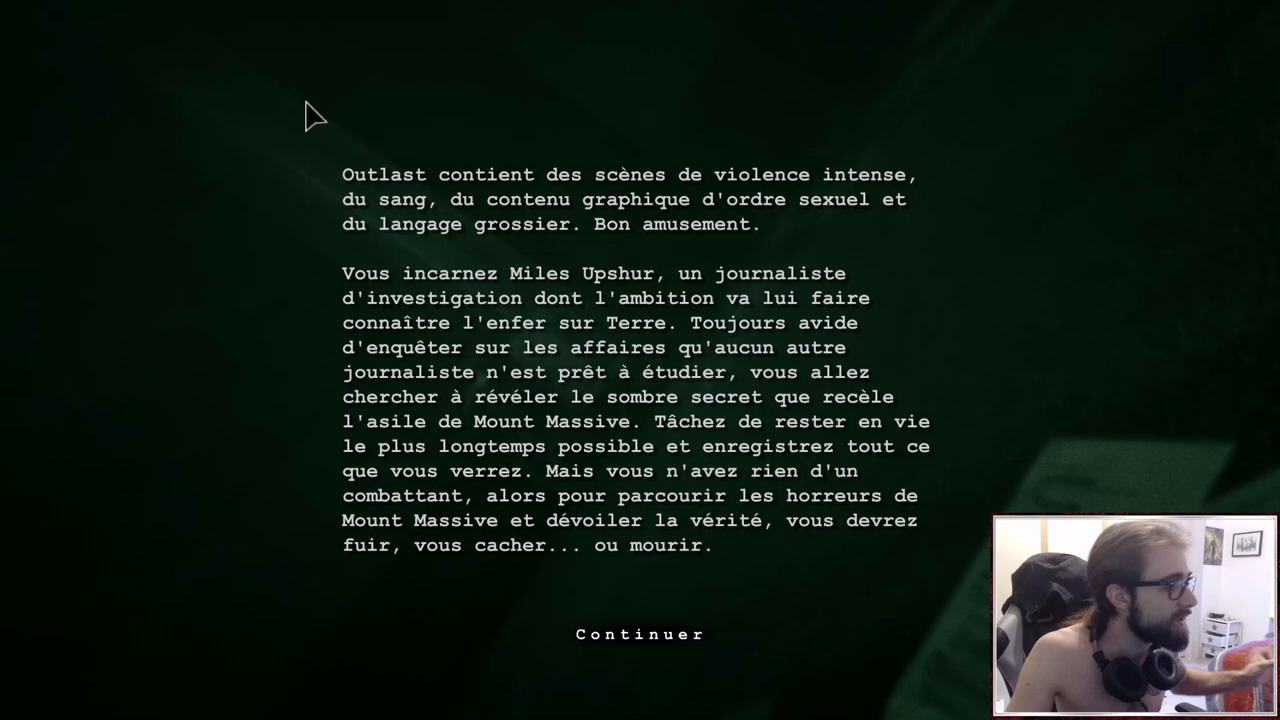 Outlast contient des scènes de violence intense,
du sang, du contenu graphique d'ordre sexuel et
du langage grossier. Bon amusement.
Vous incarnez Miles Upshur, un journaliste
d'investigation dont l'ambition va lui faire
connaître l'enfer sur Terre. Toujours avide
d'enquêter sur les affaires qu'aucun autre
journaliste n'est prêt à étudier, vous allez
chercher à révéler le sombre secret que recèle
l'asile de Mount Massive. Tâchez de rester en vie
le plus longtemps possible et enregistrez tout ce
que vous verrez. Mais vous n'avez rien d'un
combattant, alors pour parcourir les horreurs de
Mount Massive et dévoiler la vérité, vous devrez
fuir, vous cacher... ou mourir.
Continuer